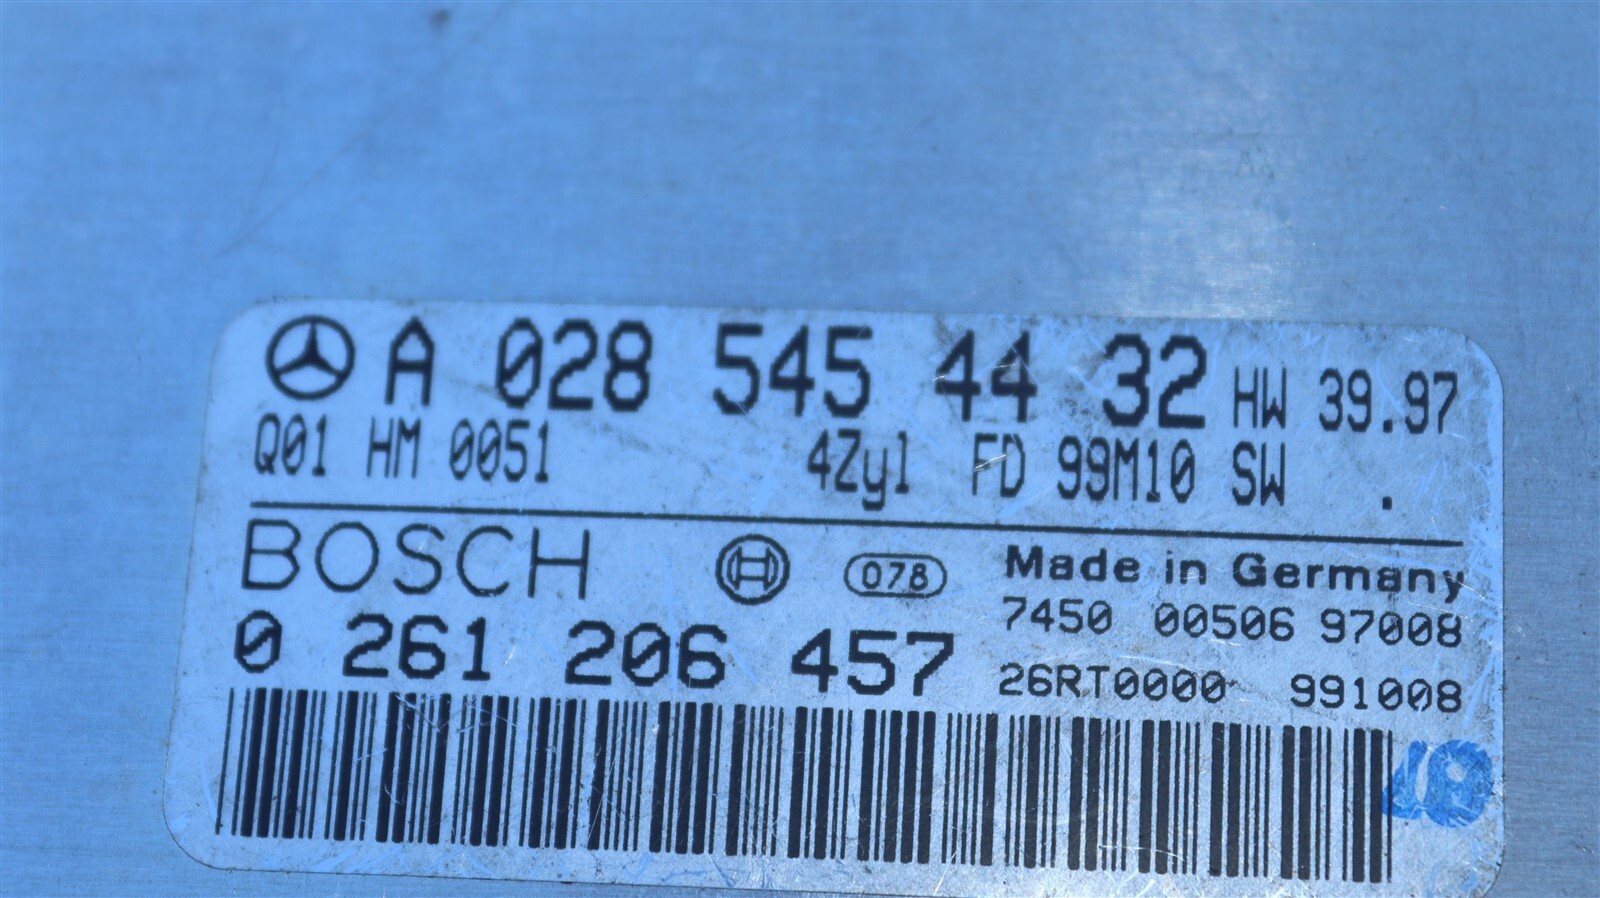 A 028 545 44 32 HW 39.97
Q01 HM 0051 4Zyl FD 99M10 SW .
BOSCH 078 Made in Germany
7450 00506 97008
0 261 206 457 26RT0000 991008